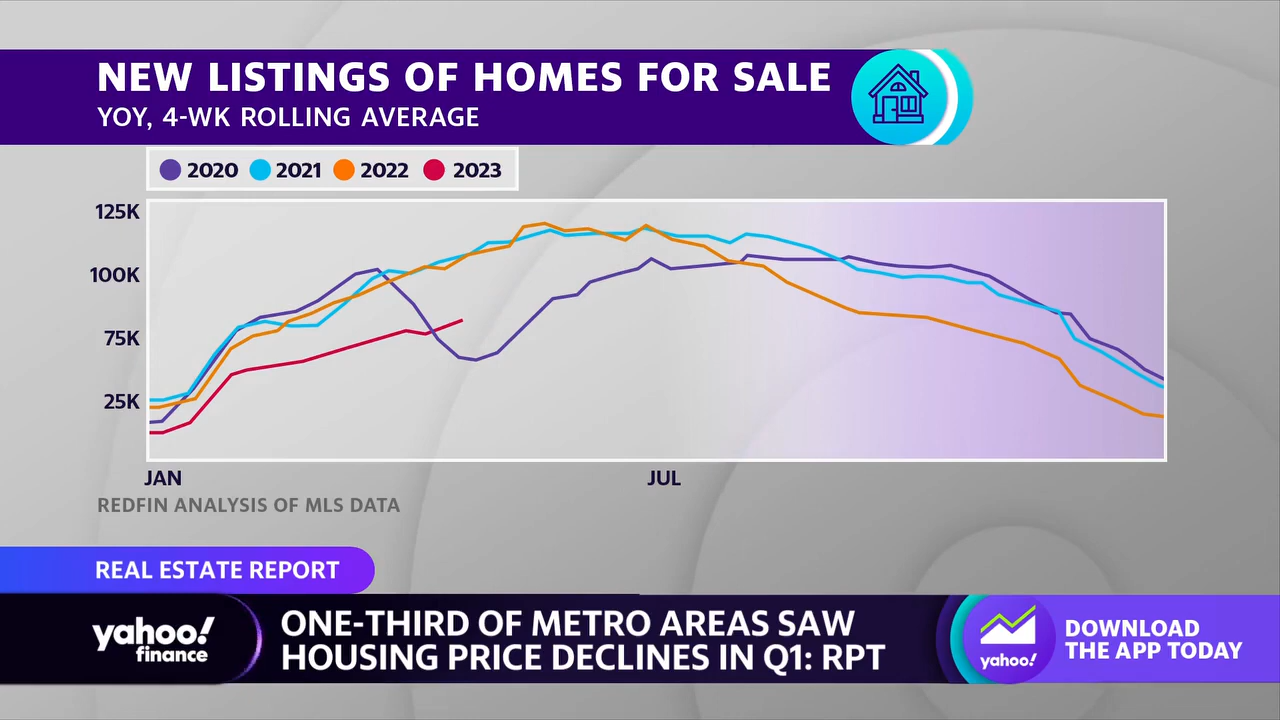 NEW LISTINGS OF HOMES FOR SALE
YOY, 4-WK ROLLING AVERAGE
2020 2021 2022 2023
125K
100K
75K
25K
JAN JUL
REDFIN ANALYSIS OF MLS DATA
REAL ESTATE REPORT
yahoo!
finance
ONE-THIRD OF METRO AREAS SAW
HOUSING PRICE DECLINES IN Q1: RPT
yahoo!
DOWNLOAD
THE APP TODAY